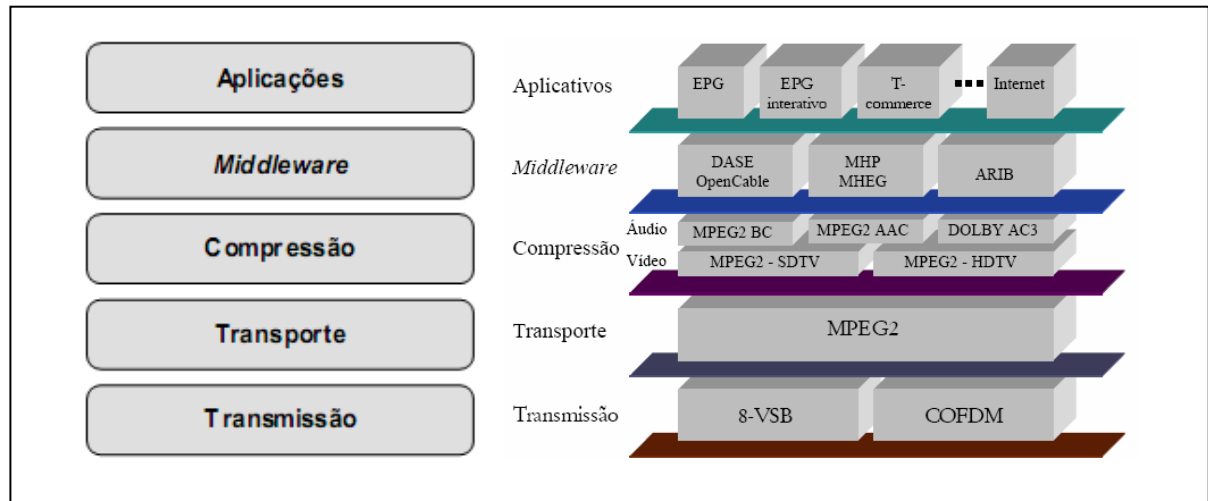 Aplicações
Middleware
Compressão
Transporte
Transmissão
Aplicativos
EPG
EPG
interativo
T-
commerce
Internet
Middleware
DASE
OpenCable
MHP
MHEG
ARIB
Compressão
Áudio
MPEG2 BC
MPEG2 AAC
DOLBY AC3
Vídeo
MPEG2 - SDTV
MPEG2 - HDTV
Transporte
MPEG2
Transmissão
8-VSB
COFDM